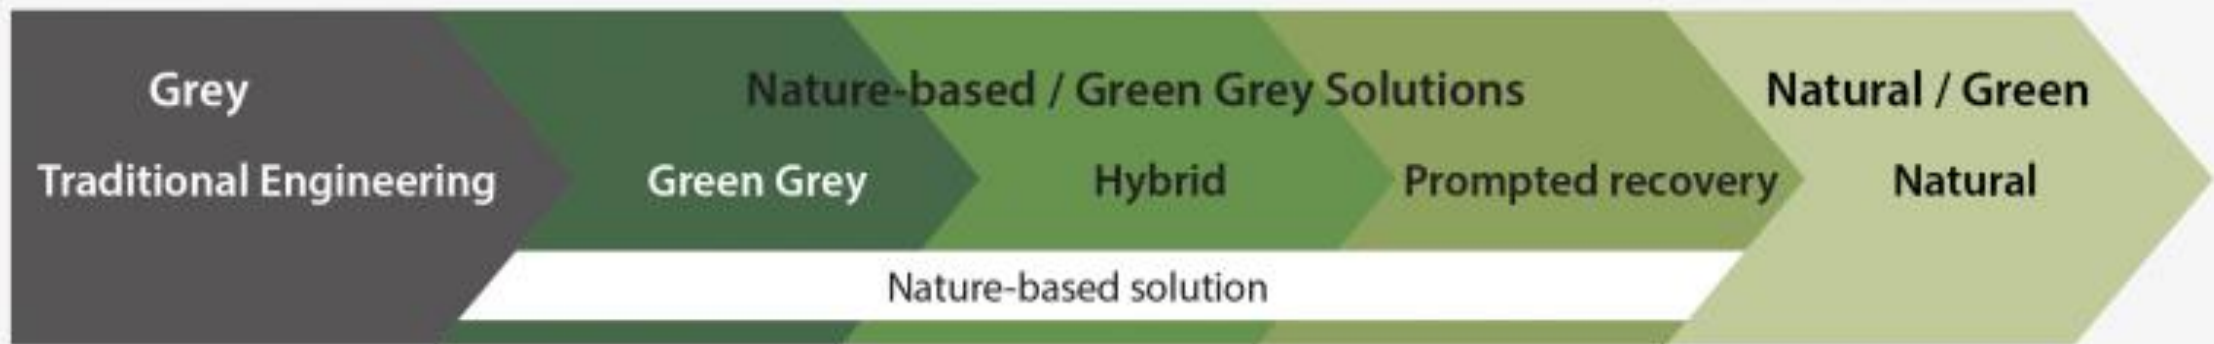 Grey
Nature-based / Green Grey Solutions
Natural / Green
Traditional Engineering
Green Grey
Hybrid
Prompted recovery
Natural
Nature-based solution